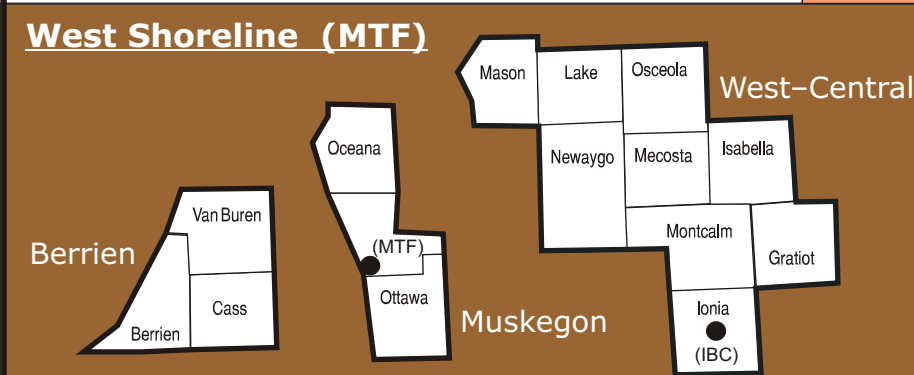 West Shoreline (MTF)
Mason
Lake
Osceola
West–Central
Oceana
Newaygo
Mecosta
Isabella
Van Buren
Berrien
(MTF)
Montcalm
Gratiot
Ottawa
Muskegon
Cass
Berrien
Ionia
(IBC)